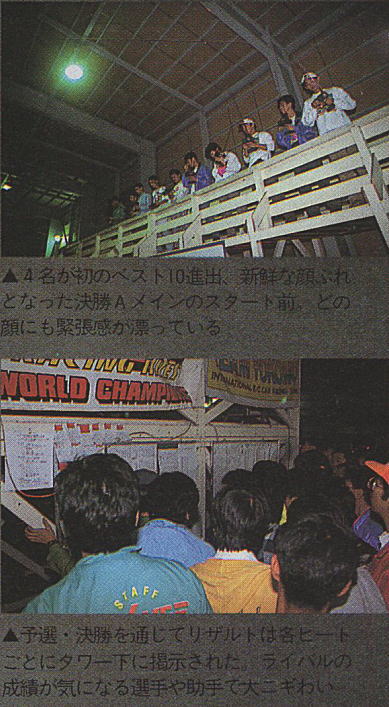 ▲４名が初のベスト10進出、新鮮な顔ぶれ
となった決勝Ａメインのスタート前。どの
顔にも緊張感が漂っている
WORLD CHAMP
INTERNATIONAL R/C CAR
STAFF
▲予選・決勝を通じてリザルトは各ヒート
ごとにタワー下に掲示された。ライバルの
成績が気になる選手や助手で大ニギわい